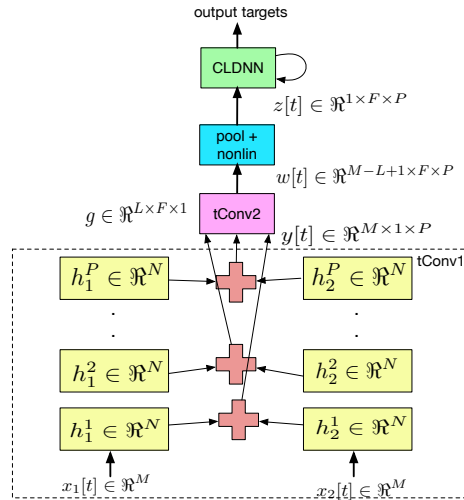 output targets
CLDNN
z[t] ∈ ℜ^{1×F×P}
pool +
nonlin
w[t] ∈ ℜ^{M−L+1×F×P}
g ∈ ℜ^{L×F×1}
tConv2
y[t] ∈ ℜ^{M×1×P}
tConv1
h_1^P ∈ ℜ^N
h_2^P ∈ ℜ^N
h_1^2 ∈ ℜ^N
h_2^2 ∈ ℜ^N
h_1^1 ∈ ℜ^N
h_2^1 ∈ ℜ^N
x_1[t] ∈ ℜ^M
x_2[t] ∈ ℜ^M